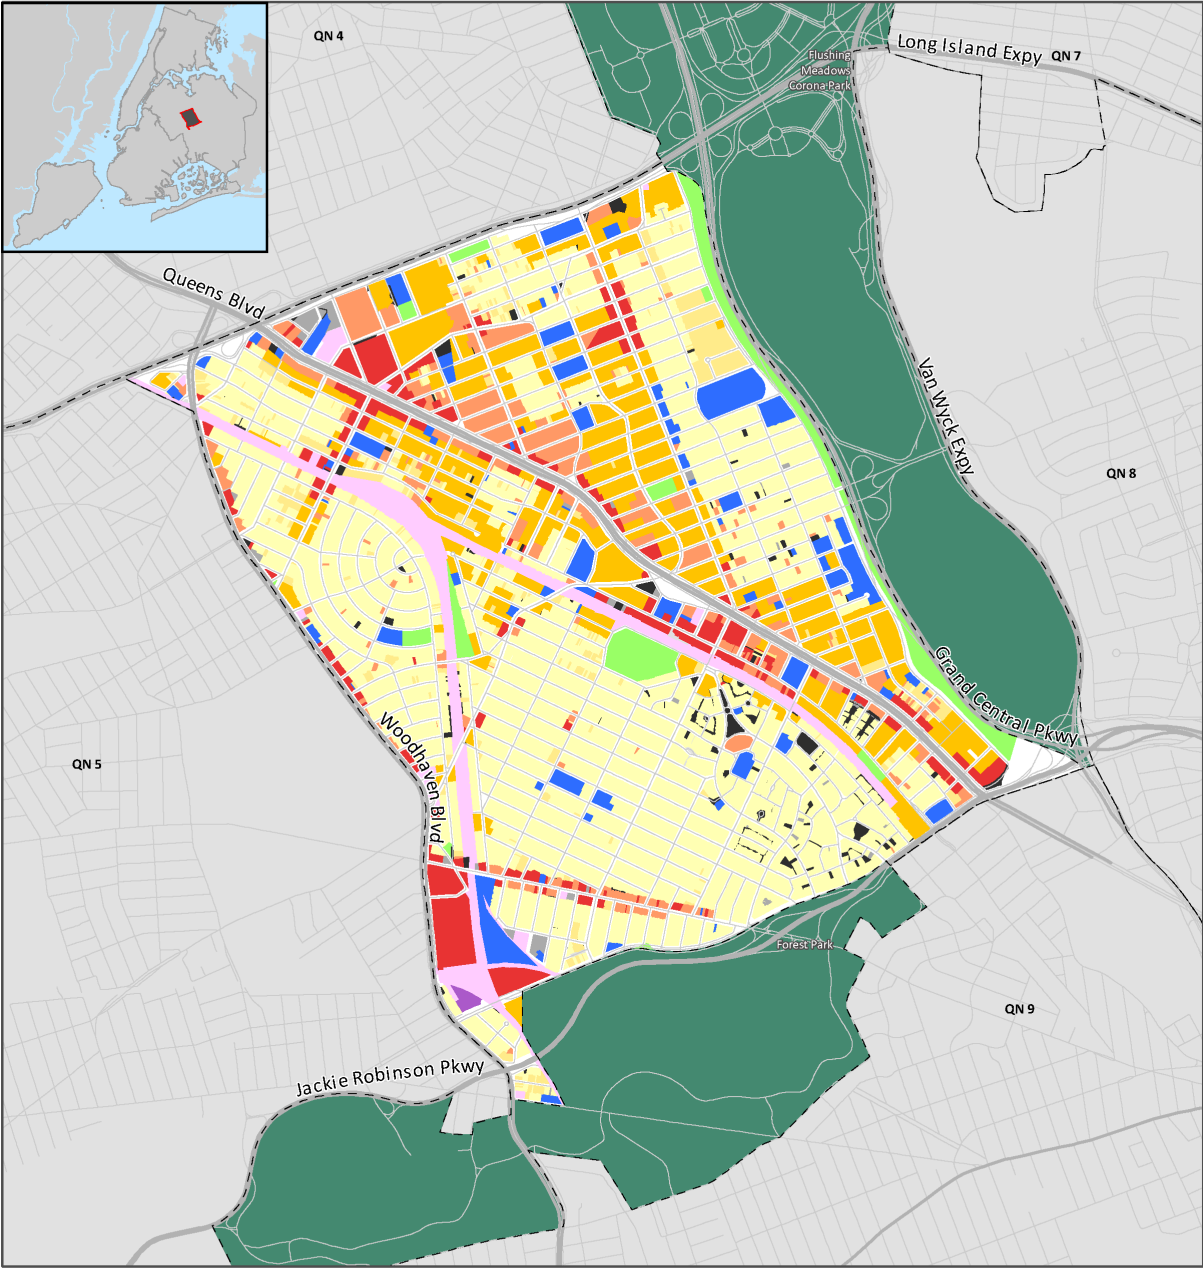 QN 4
Long Island Expy
QN 7
Flushing
Meadows
Corona Park
Queens Blvd
Van Wyck Expy
QN 8
Grand Central Pkwy
QN 5
Woodhaven Blvd
Forest Park
QN 9
Jackie Robinson Pkwy